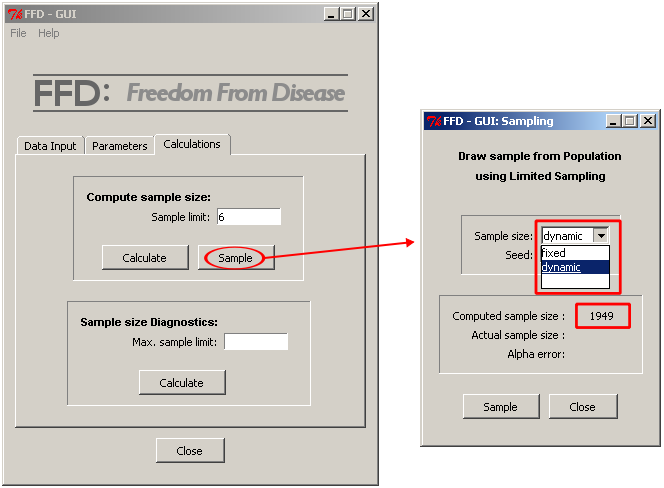 FFD - GUI
File Help
FFD: Freedom From Disease
Data Input Parameters Calculations
Compute sample size:
Sample limit: 6
Calculate Sample
Sample size Diagnostics:
Max. sample limit:
Calculate
Close
FFD - GUI: Sampling
Draw sample from Population
using Limited Sampling
Sample size: dynamic
Seed: fixed
dynamic
Computed sample size : 1949
Actual sample size :
Alpha error:
Sample Close